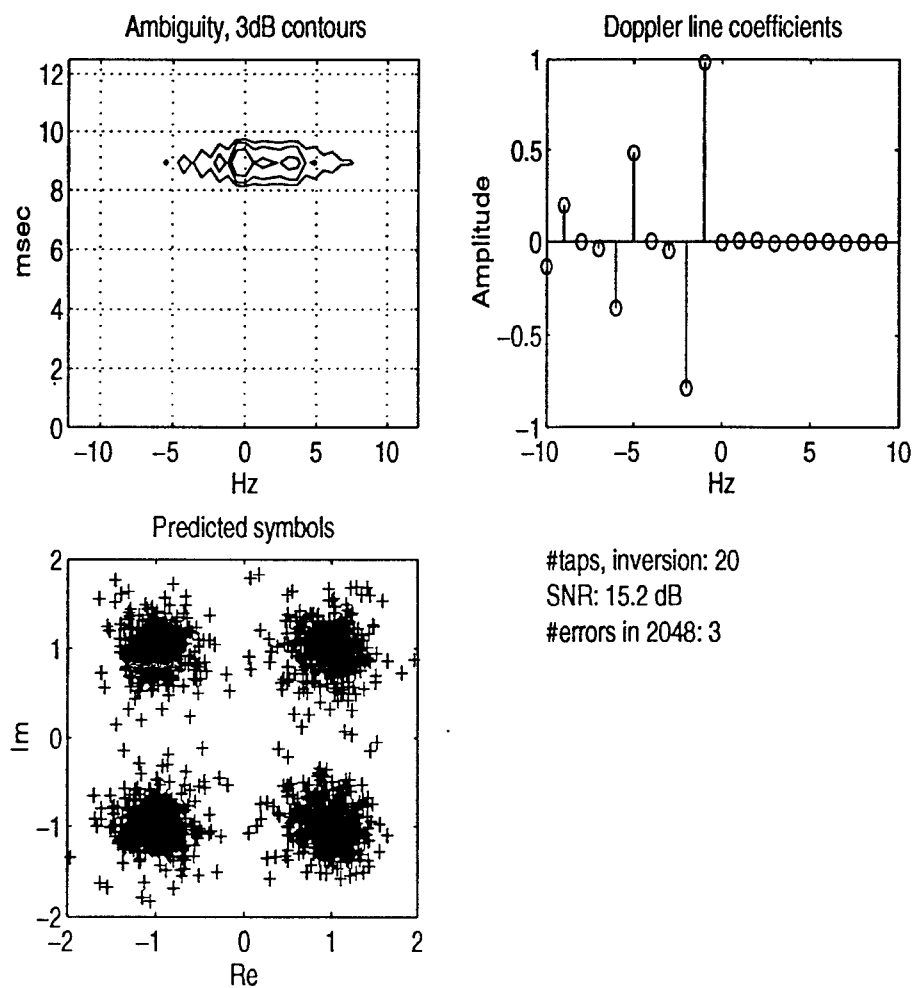 Ambiguity, 3dB contours
12
10
8
6
4
2
0
msec
−10 −5 0 5 10
Hz
Doppler line coefficients
1
0.5
0
−0.5
−1
Amplitude
−10 −5 0 5 10
Hz
Predicted symbols
2
1
0
−1
−2
Im
−2 −1 0 1 2
Re
#taps, inversion: 20
SNR: 15.2 dB
#errors in 2048: 3